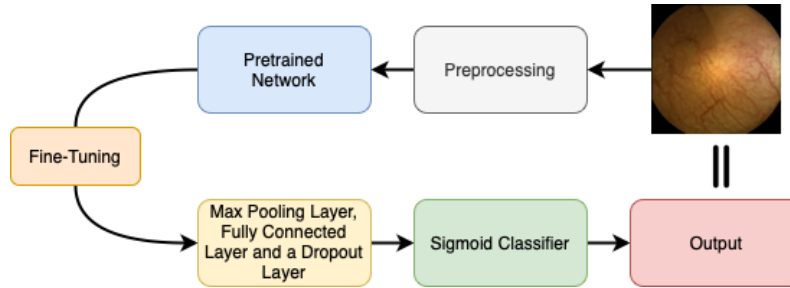 Pretrained
Network
Preprocessing
Fine-Tuning
Max Pooling Layer,
Fully Connected
Layer and a Dropout
Layer
Sigmoid Classifier
Output